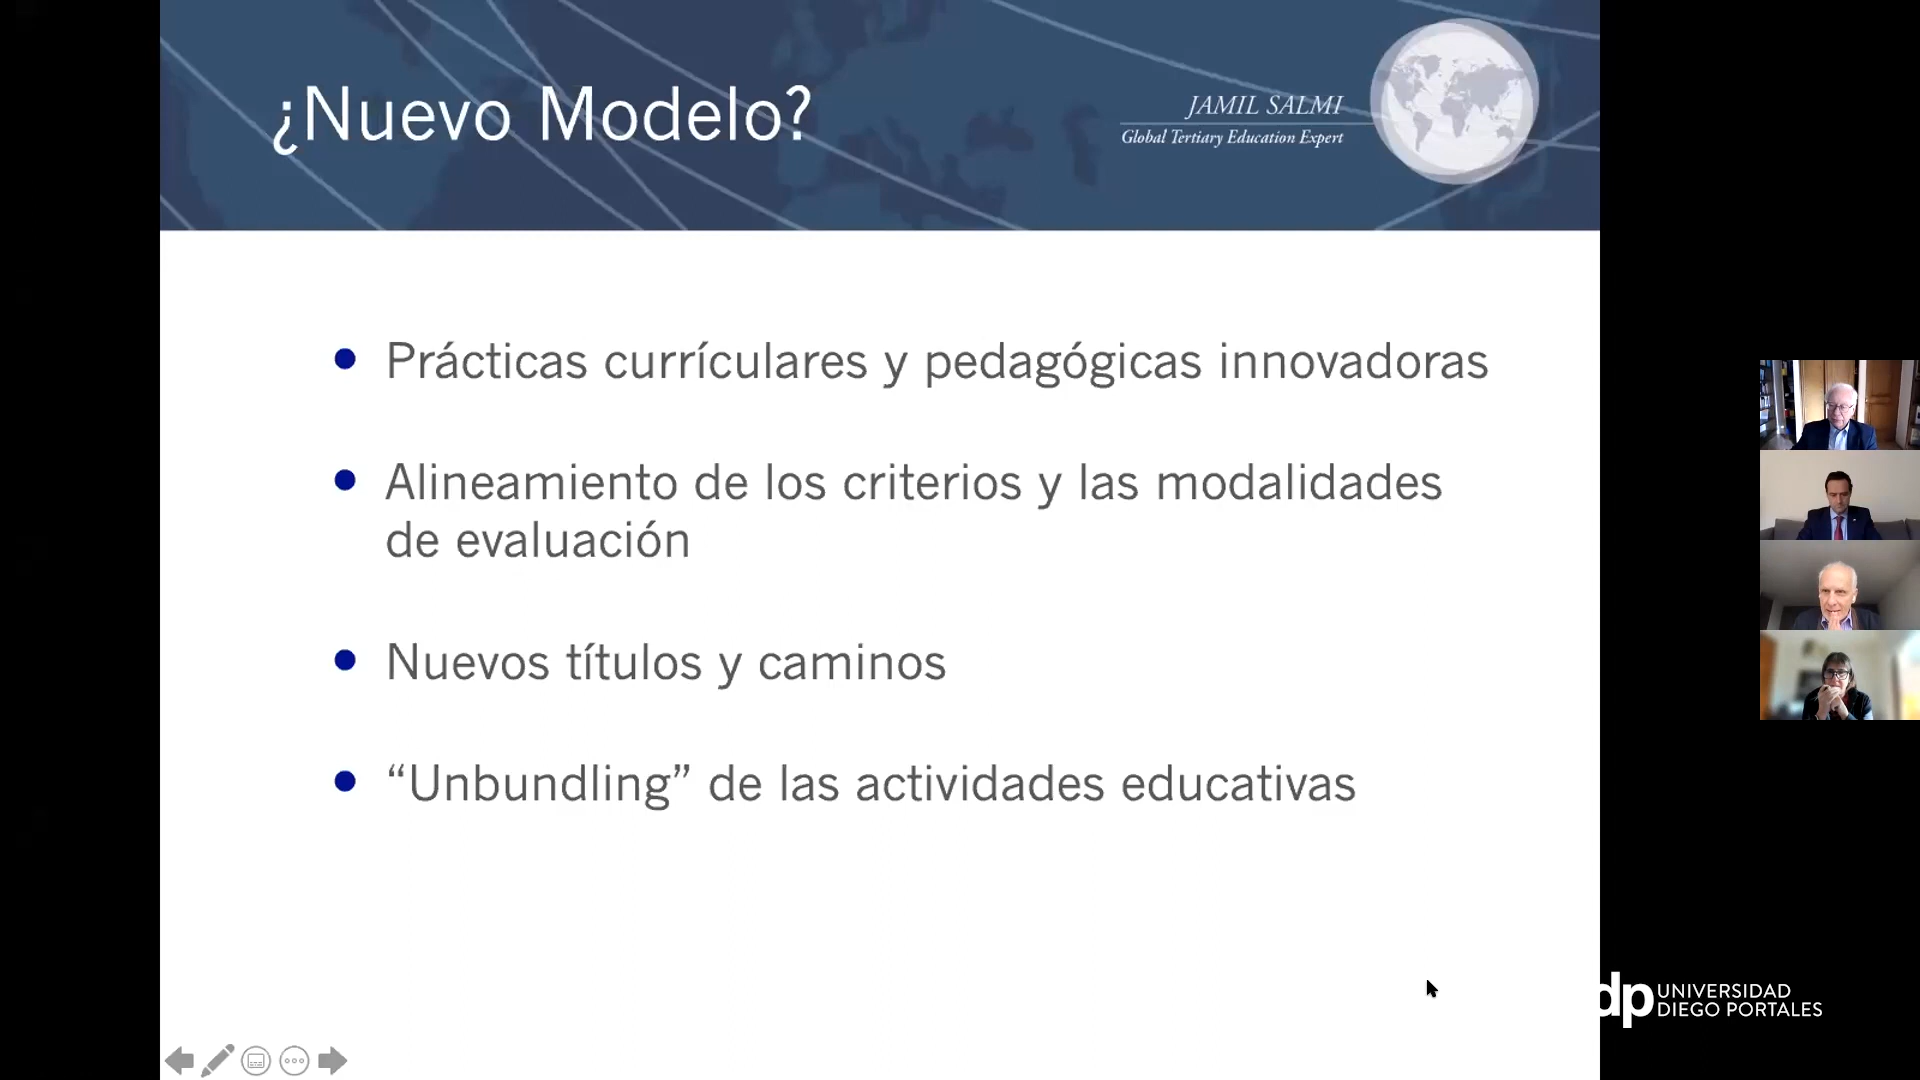 ¿Nuevo Modelo?
JAMIL SALMI
Global Tertiary Education Expert
• Prácticas currículares y pedagógicas innovadoras
• Alineamiento de los criterios y las modalidades
de evaluación
• Nuevos títulos y caminos
• “Unbundling” de las actividades educativas
dp UNIVERSIDAD
DIEGO PORTALES